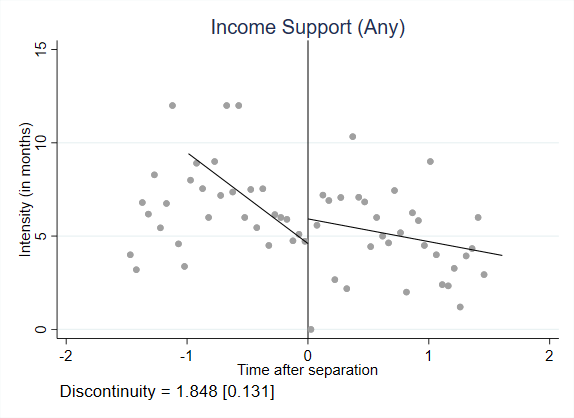 Income Support (Any)
Intensity (in months)
15
10
5
0
-2 -1 0 1 2
Time after separation
Discontinuity = 1.848 [0.131]